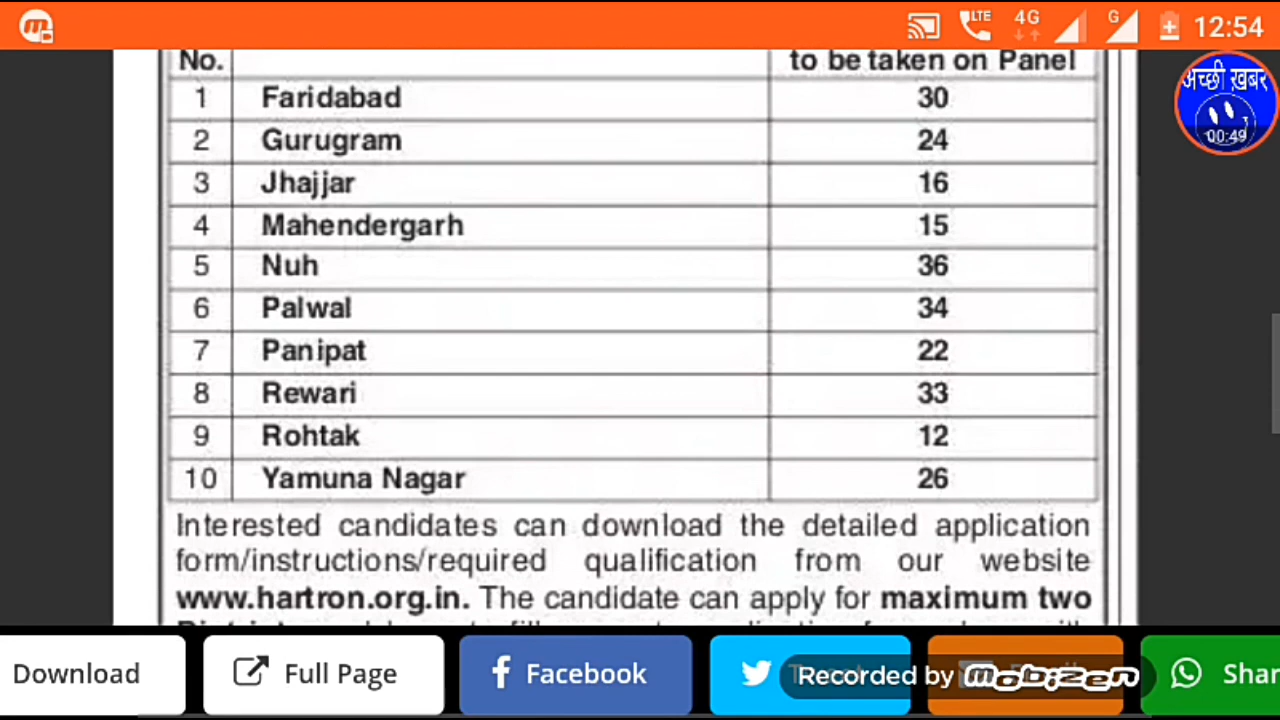 LTE 4G G 12:54
No. to be taken on Panel
अच्छी ख़बर
00:49
1 Faridabad 30
2 Gurugram 24
3 Jhajjar 16
4 Mahendergarh 15
5 Nuh 36
6 Palwal 34
7 Panipat 22
8 Rewari 33
9 Rohtak 12
10 Yamuna Nagar 26
Interested candidates can download the detailed application
form/instructions/required qualification from our website
www.hartron.org.in. The candidate can apply for maximum two
Download Full Page Facebook Recorded by mobizen Shar